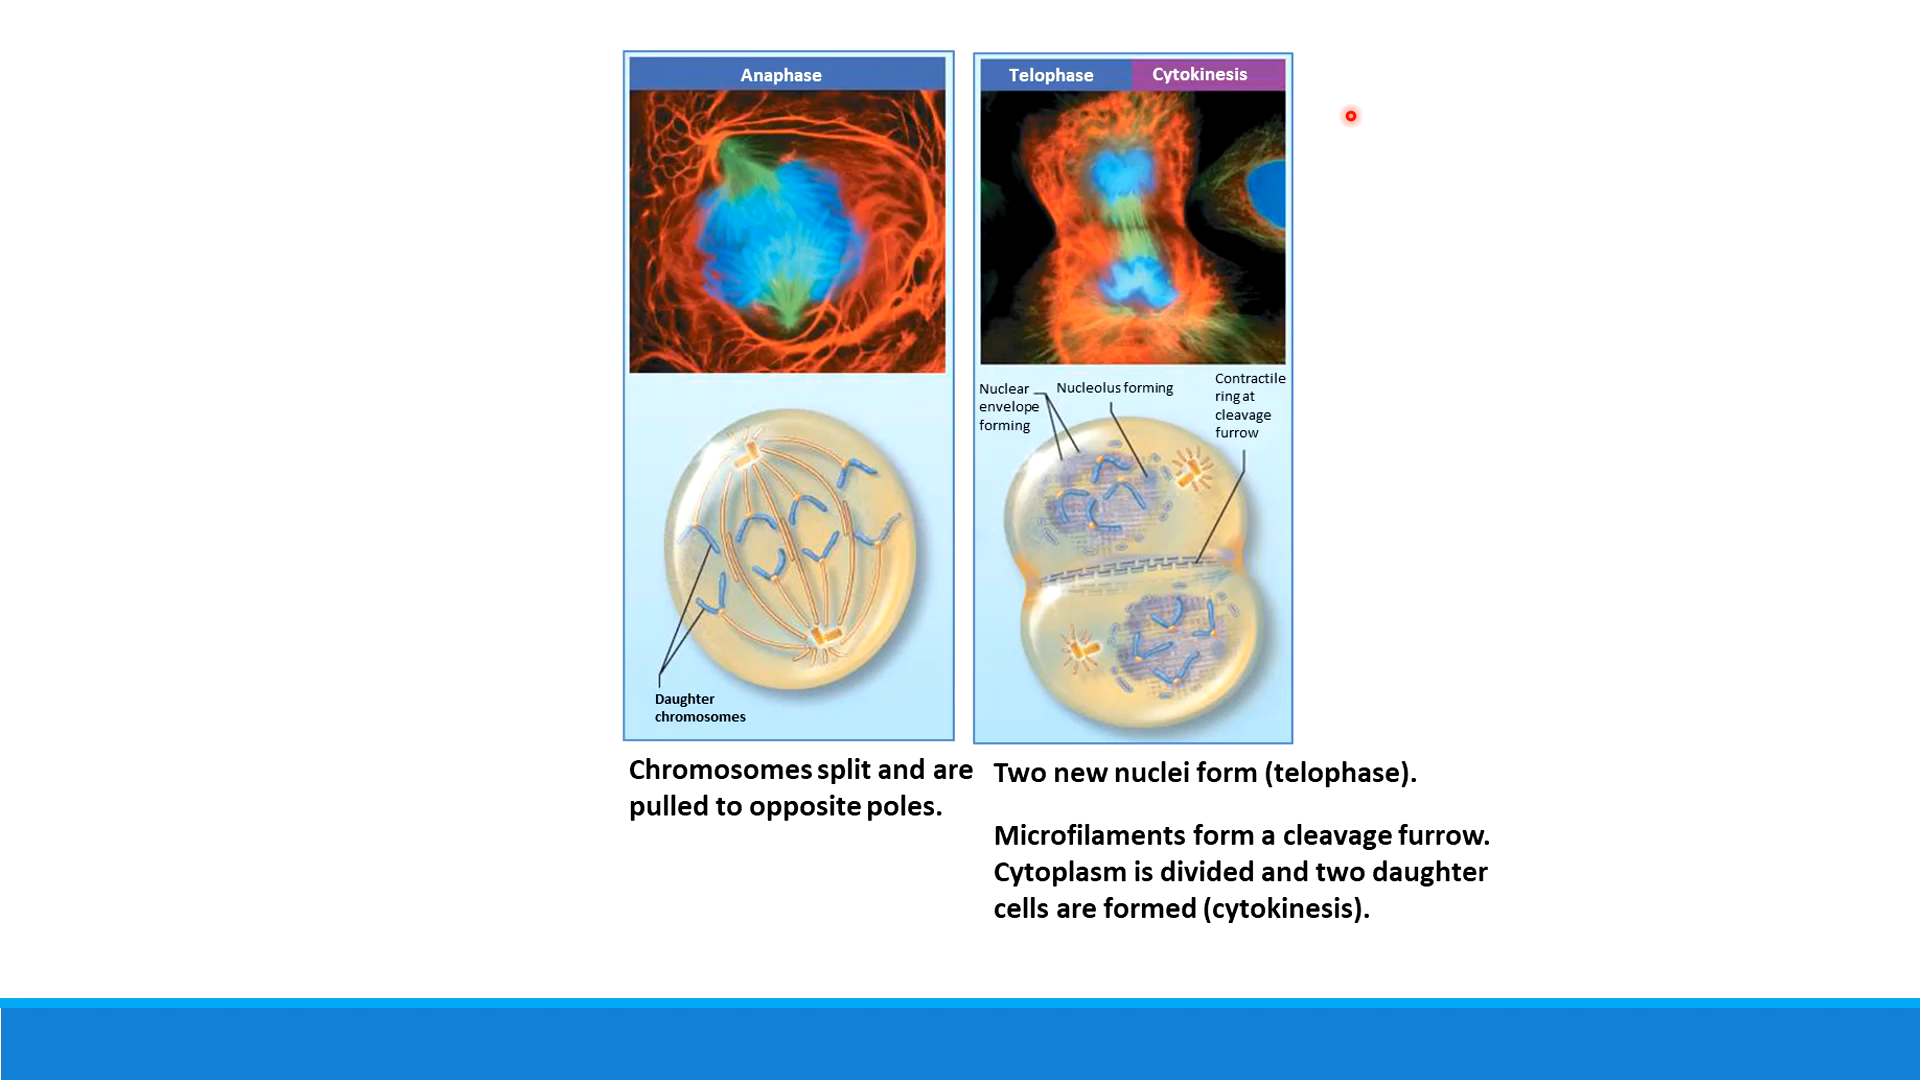 Anaphase
Daughter
chromosomes
Chromosomes split and are
pulled to opposite poles.
Telophase
Cytokinesis
Nuclear
envelope
forming
Nucleolus forming
Contractile
ring at
cleavage
furrow
Two new nuclei form (telophase).
Microfilaments form a cleavage furrow.
Cytoplasm is divided and two daughter
cells are formed (cytokinesis).